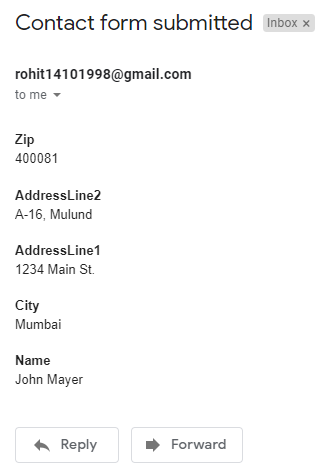 Contact form submitted Inbox ×
rohit14101998@gmail.com
to me
Zip
400081
AddressLine2
A-16, Mulund
AddressLine1
1234 Main St.
City
Mumbai
Name
John Mayer
Reply Forward